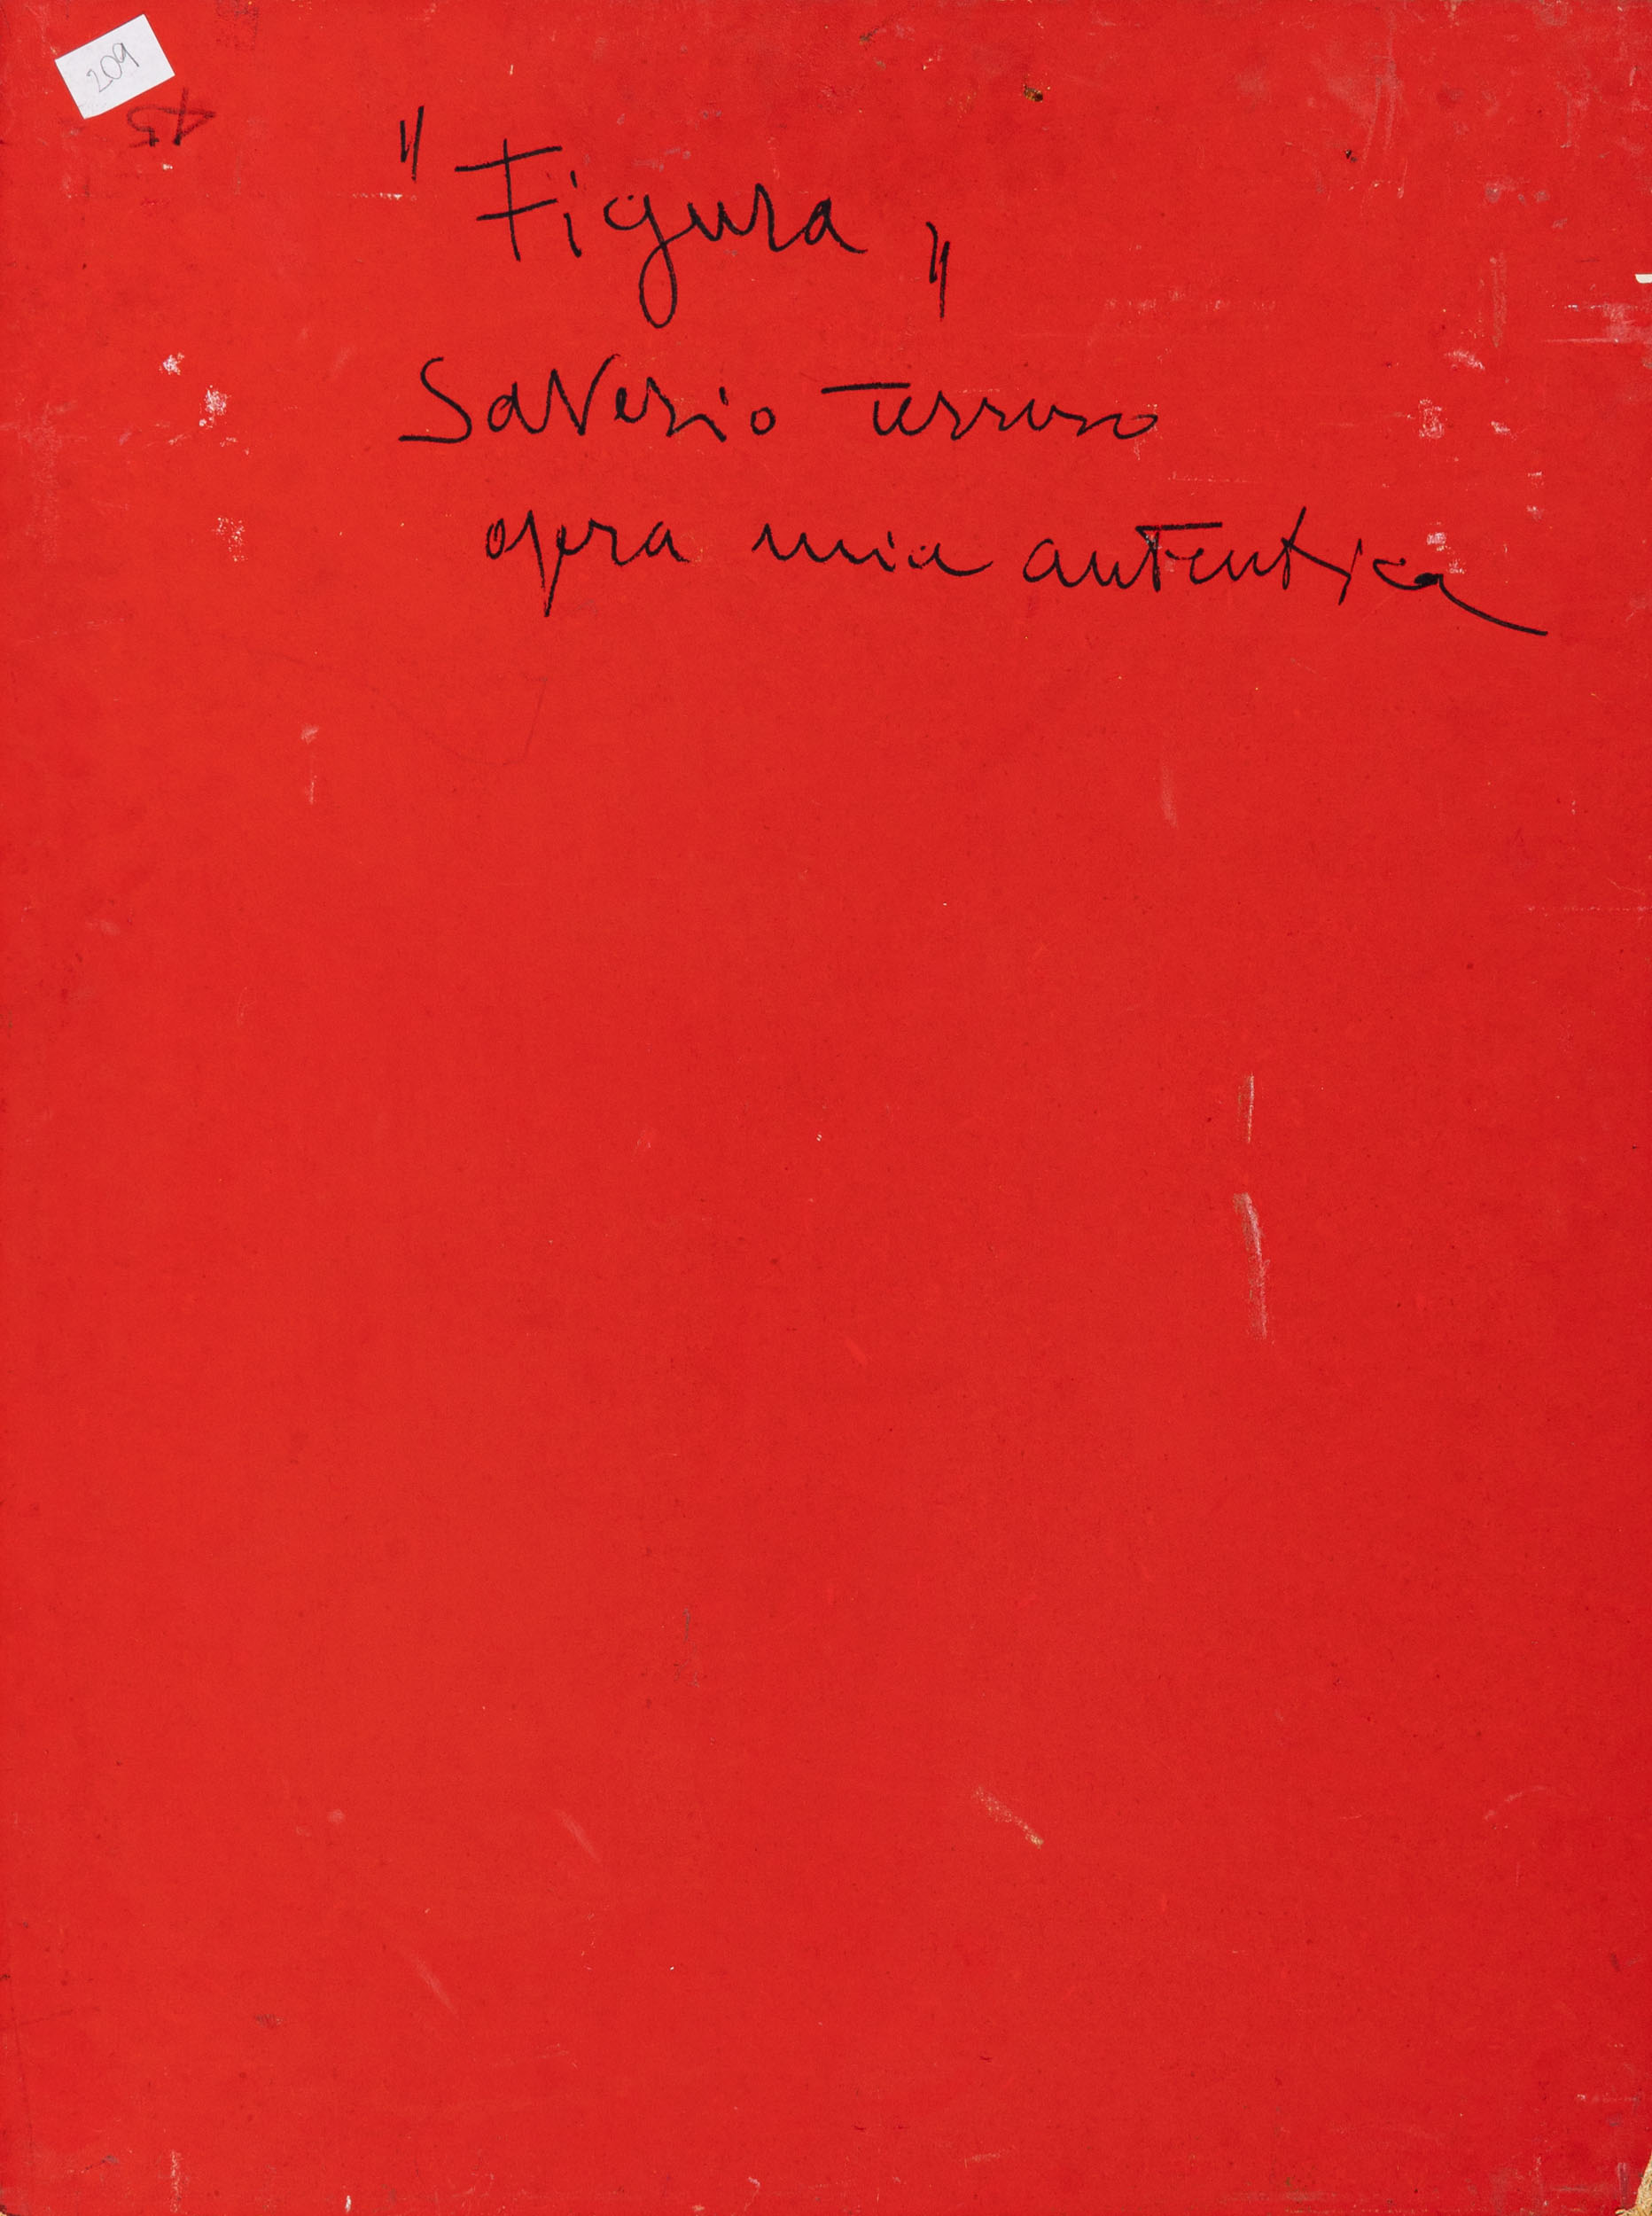 209
45
"Figura„
Saverio Terruso
opera mia autentica